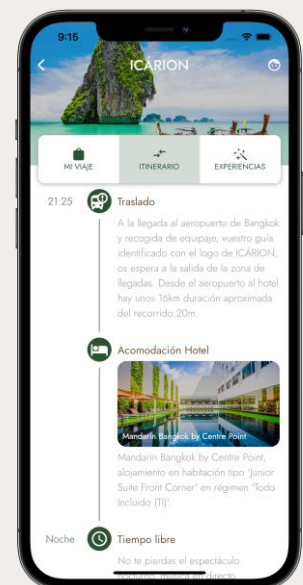 9:15
ICÁRION
MI VIAJE
ITINERARIO
EXPERIENCIAS
21:25
Traslado
A la llegada al aeropuerto de Bangkok
y recogida de equipaje, vuestro guía
identificado con el logo de ICÁRION,
os espera a la salida de la zona de
llegadas. Desde el aeropuerto al hotel
hay unos 16km duración aproximada
del recorrido 20m.
Acomodación Hotel
Mandarin Bangkok by Centre Point
Mandarin Bangkok by Centre Point,
alojamiento en habitación tipo 'Junior
Suite Front Corner' en régimen 'Todo
Incluido (TI)'
Noche
Tiempo libre
No te pierdas el espectáculo